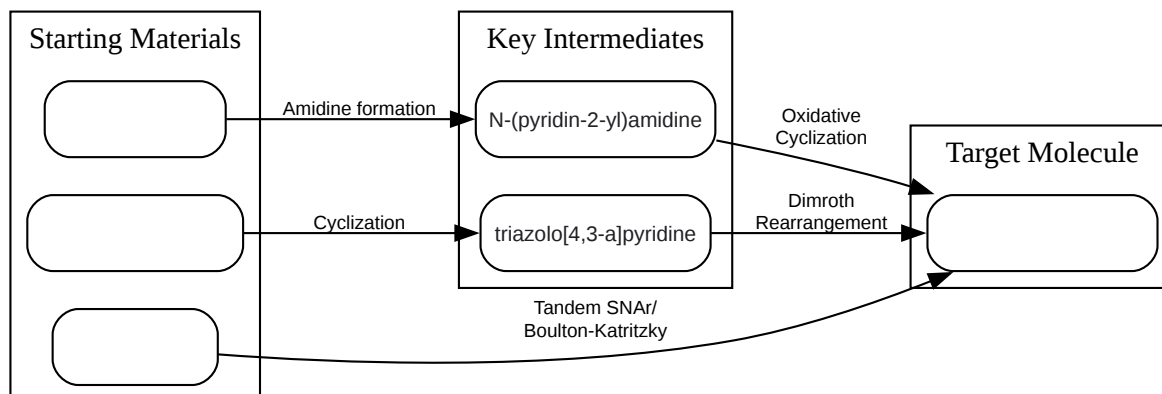 Starting Materials
Key Intermediates
Target Molecule
Amidine formation
N-(pyridin-2-yl)amidine
Oxidative
Cyclization
Cyclization
triazolo[4,3-a]pyridine
Dimroth
Rearrangement
Tandem SNAr/
Boulton-Katritzky